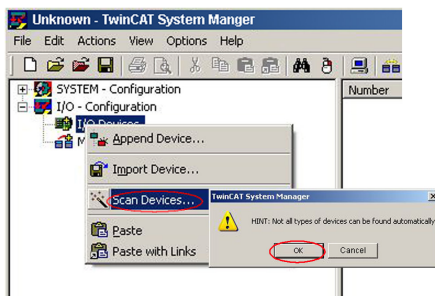 Unknown - TwinCAT System Manger
File Edit Actions View Options Help
SYSTEM - Configuration
I/O - Configuration
I/O Devices
M
Number
Append Device...
Import Device...
Scan Devices...
Paste
Paste with Links
TwinCAT System Manager
HINT: Not all types of devices can be found automatically
OK Cancel